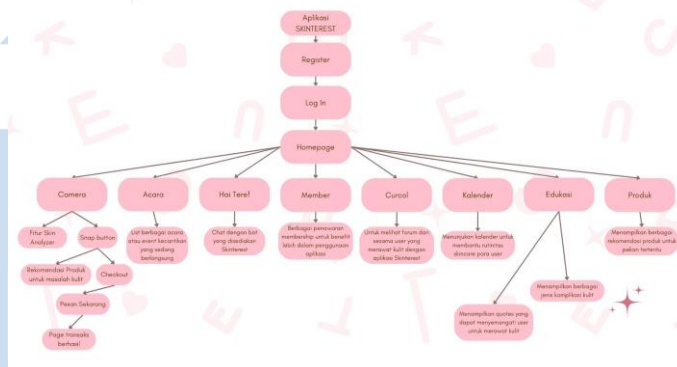 Aplikasi
SKINTEREST
Register
Log In
Homepage
Camera
Acara
Hai Tere!
Member
Curcol
Kalender
Edukasi
Produk
Fitur Skin
Analyzer
Snap button
List berbagai acara
atau event kecantikan
yang sedang
berlangsung
Chat dengan bot
yang disediakan
Skinterest
Berbagai penawaran
membership untuk benefit
lebih dalam penggunaan
aplikasi
Untuk melihat forum dari
sesama user yang
merawat kulit dengan
aplikasi Skinterest
Menunjukan kalender untuk
membantu rutinitas
skincare para user
Menampilkan berbagai
rekomendasi produk untuk
pekan tertentu
Rekomendasi Produk
untuk masalah kulit
Checkout
Menampilkan berbagai
jenis komplikasi kulit
Pesan Sekarang
Menampilkan quotes yang
dapat menyemangati user
untuk merawat kulit
Page transaksi
berhasil